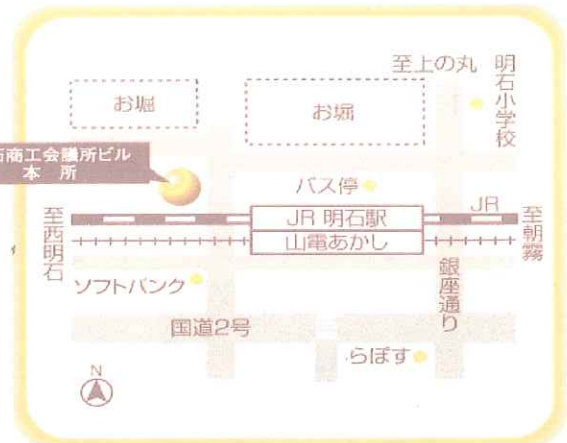 至上の丸
明石小学校
お堀
お堀
石商工会議所ビル
本所
バス停
JR
JR 明石駅
山電あかし
至西明石
至朝霧
ソフトバンク
銀座通り
国道2号
らぽす
N